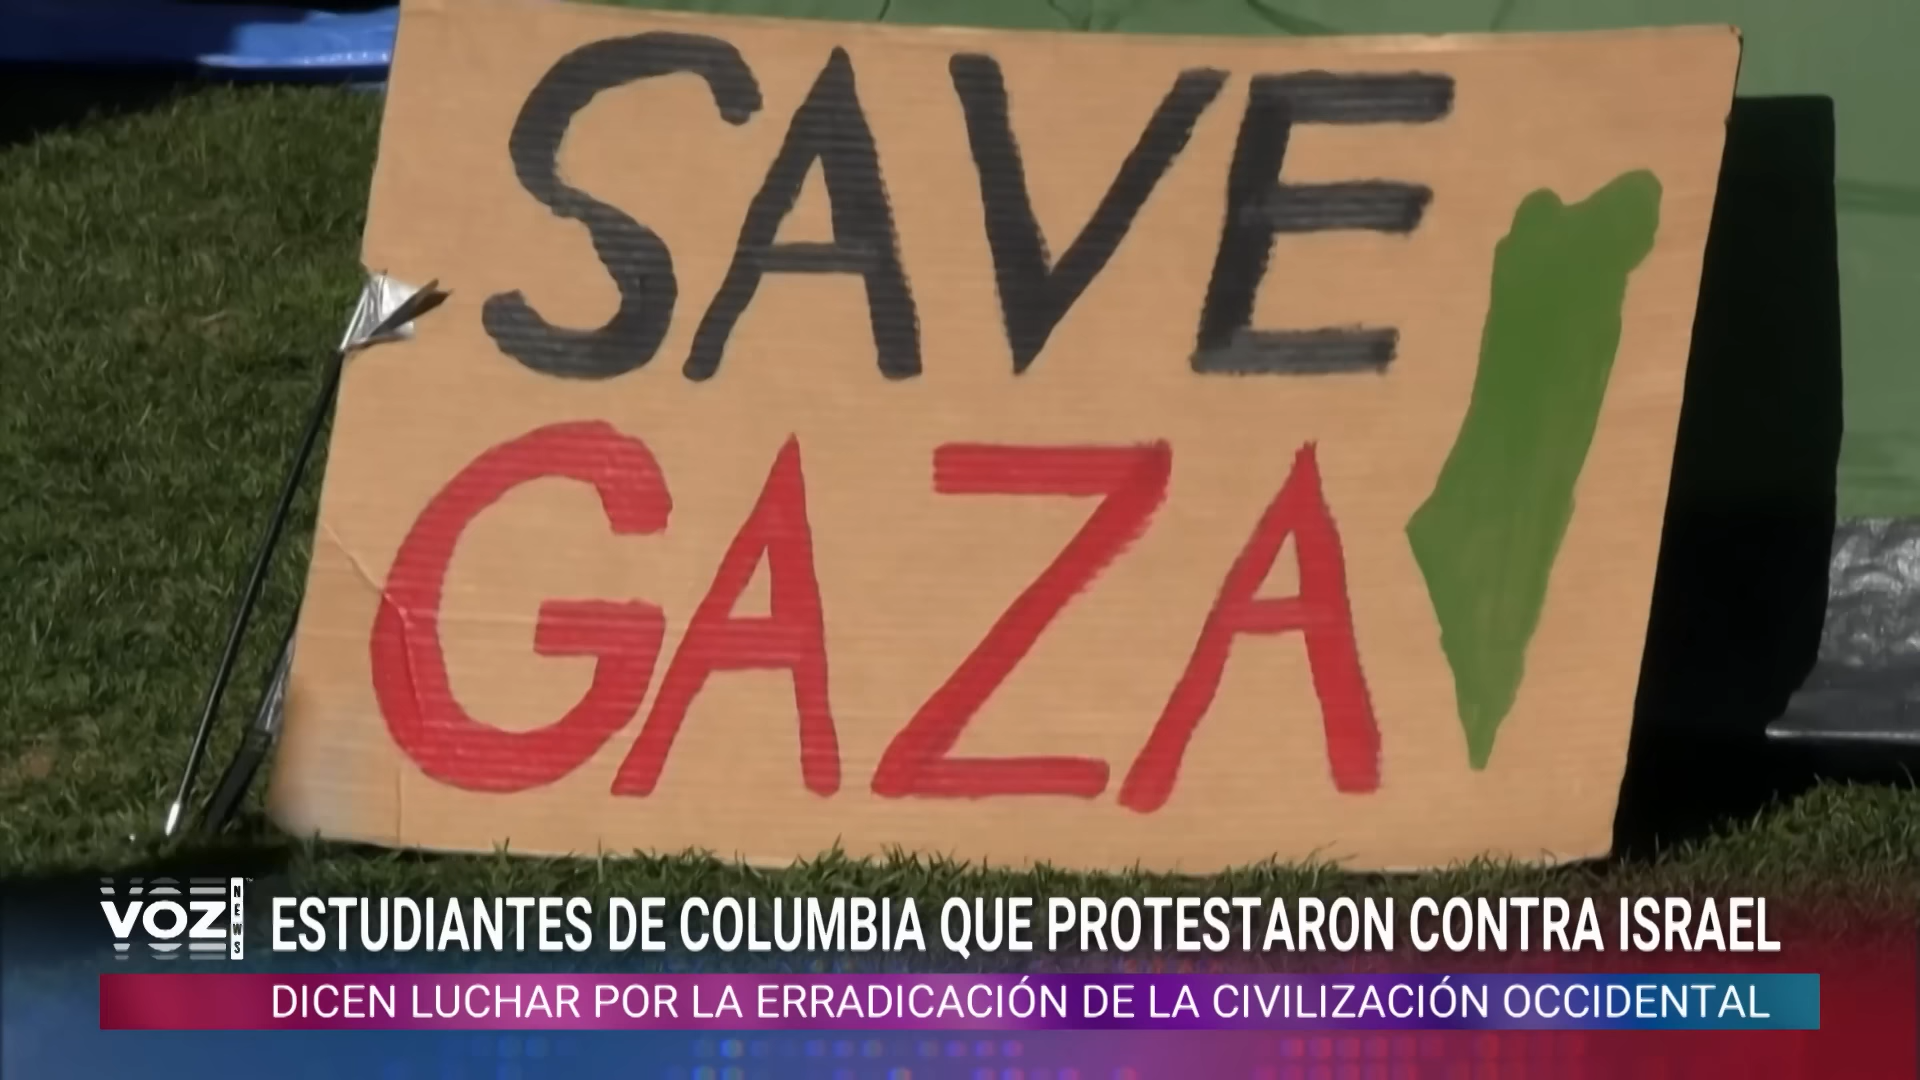 SAVE
GAZA
VOZ
NEWS
ESTUDIANTES DE COLUMBIA QUE PROTESTARON CONTRA ISRAEL
DICEN LUCHAR POR LA ERRADICACIÓN DE LA CIVILIZACIÓN OCCIDENTAL